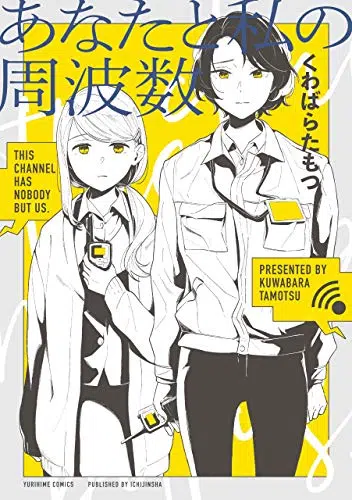 あなたと私の
周波数
くわばらたもつ
THIS
CHANNEL
HAS
NOBODY
BUT US.
PRESENTED BY
KUWABARA
TAMOTSU
YURIHIME COMICS PUBLISHED BY ICHIJINSHA